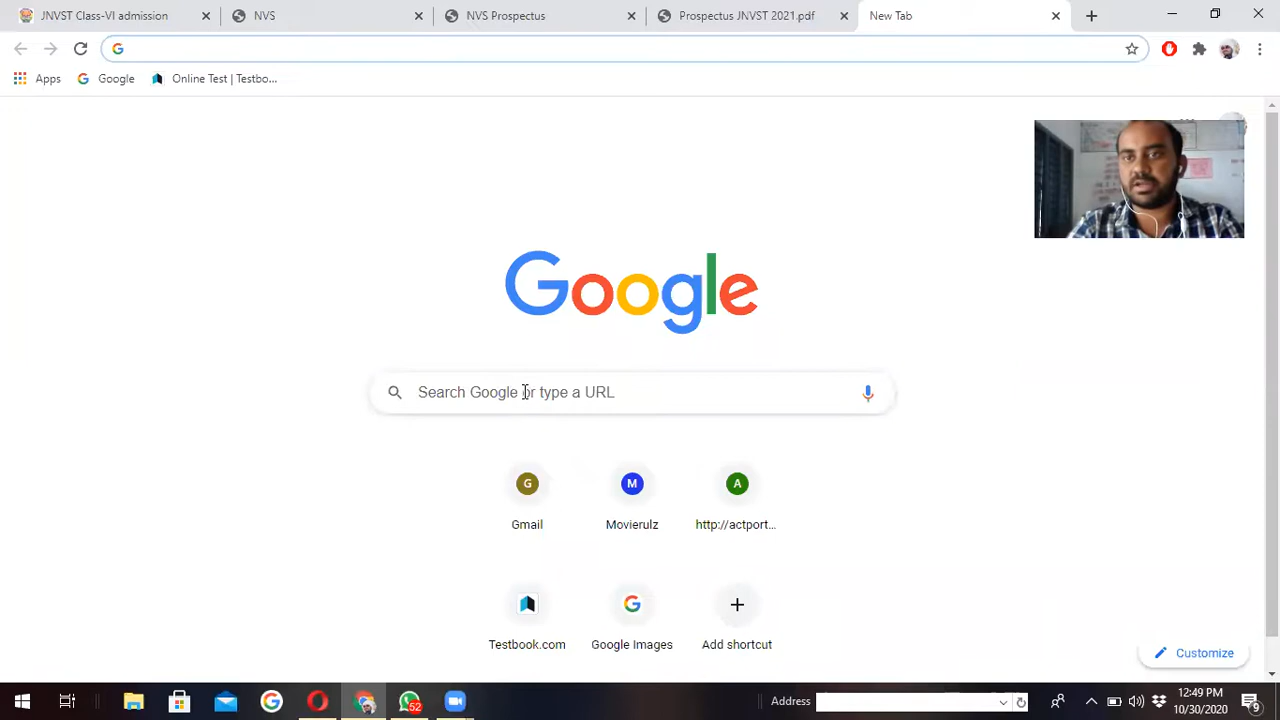 JNVST Class-VI admission
NVS
NVS Prospectus
Prospectus JNVST 2021.pdf
New Tab
Apps
Google
Online Test | Testbo...
Google
Search Google or type a URL
G
M
A
Gmail
Movierulz
http://actport...
Testbook.com
Google Images
Add shortcut
Customize
52
Address
12:49 PM
10/30/2020
9